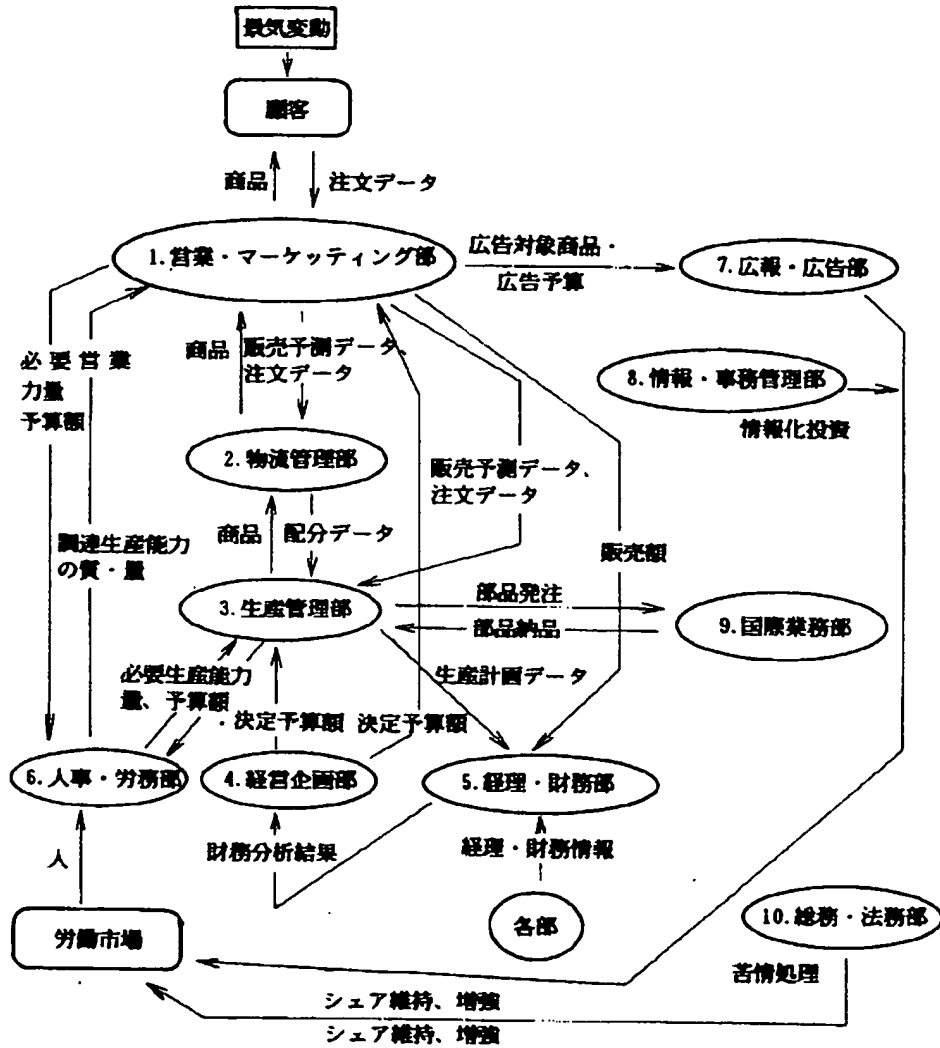 景気変動
顧客
商品
注文データ
1.営業・マーケッティング部
広告対象商品・
広告予算
7.広報・広告部
必要営業
力量
予算額
商品
販売予測データ、
注文データ
8.情報・事務管理部
情報化投資
2.物流管理部
販売予測データ、
注文データ
調達生産能力
の質・量
商品
配分データ
販売額
3.生産管理部
部品発注
部品納品
9.国際業務部
必要生産能力
量、予算額
生産計画データ
決定予算額
決定予算額
6.人事・労務部
4.経営企画部
5.経理・財務部
人
財務分析結果
経理・財務情報
労働市場
各部
10.総務・法務部
苦情処理
シェア維持、増強
シェア維持、増強